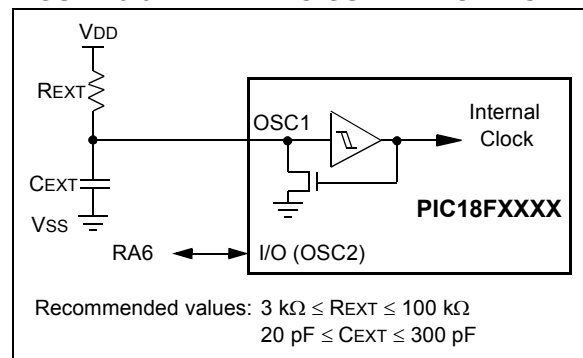 VDD
REXT
OSC1
Internal
Clock
CEXT
PIC18FXXXX
VSS
RA6
I/O (OSC2)
Recommended values: 3 kΩ ≤ REXT ≤ 100 kΩ
20 pF ≤ CEXT ≤ 300 pF